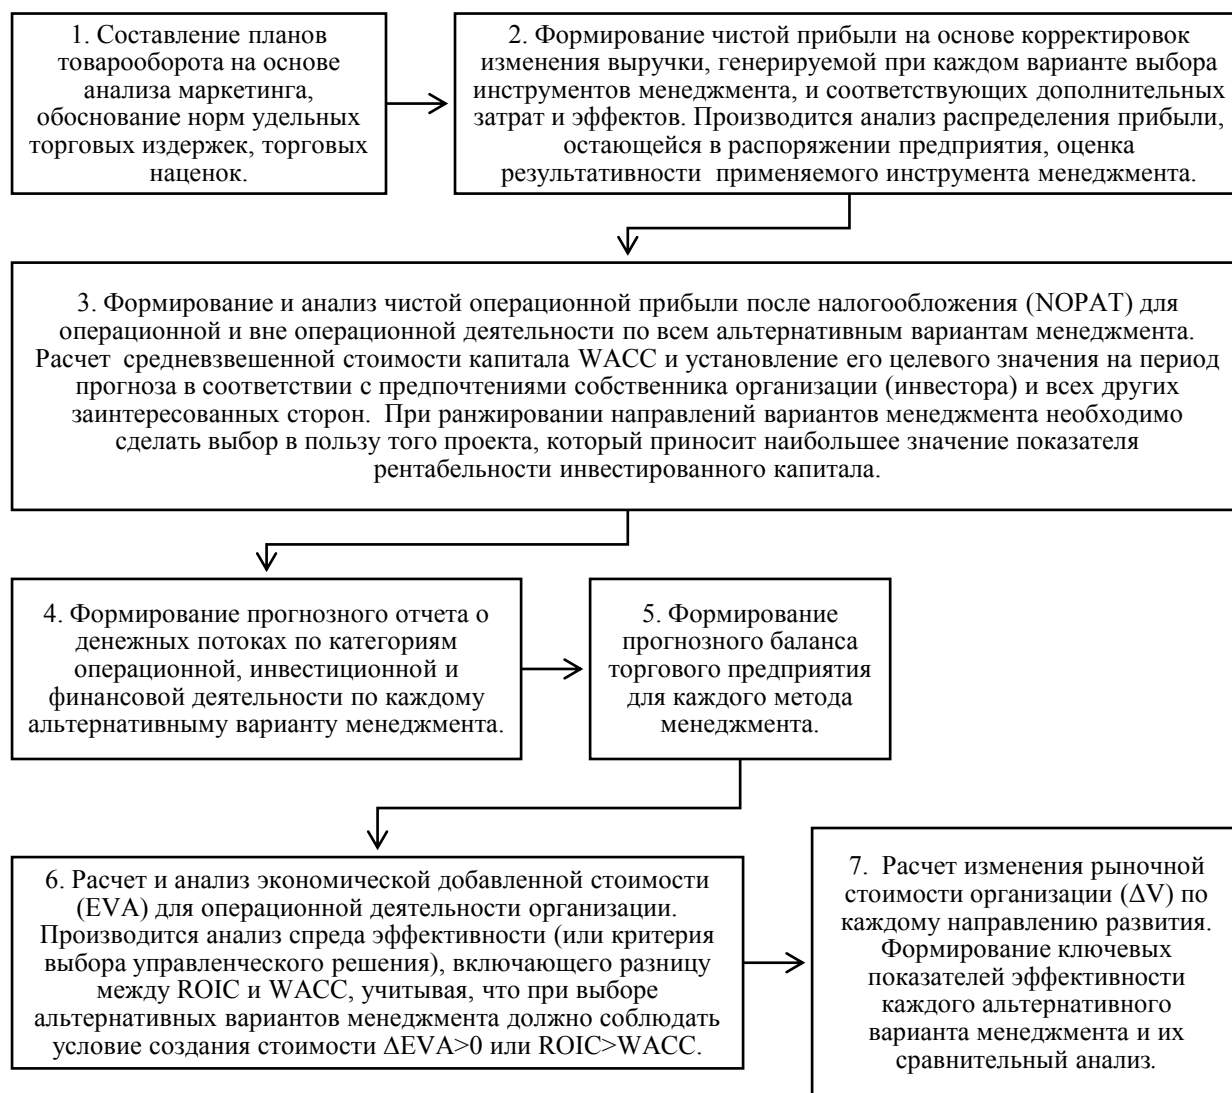 1. Составление планов
товарооборота на основе
анализа маркетинга,
обоснование норм удельных
торговых издержек, торговых
наценок.
2. Формирование чистой прибыли на основе корректировок
изменения выручки, генерируемой при каждом варианте выбора
инструментов менеджмента, и соответствующих дополнительных
затрат и эффектов. Производится анализ распределения прибыли,
остающейся в распоряжении предприятия, оценка
результативности применяемого инструмента менеджмента.
3. Формирование и анализ чистой операционной прибыли после налогообложения (NOPAT) для
операционной и вне операционной деятельности по всем альтернативным вариантам менеджмента.
Расчет средневзвешенной стоимости капитала WACC и установление его целевого значения на период
прогноза в соответствии с предпочтениями собственника организации (инвестора) и всех других
заинтересованных сторон. При ранжировании направлений вариантов менеджмента необходимо
сделать выбор в пользу того проекта, который приносит наибольшее значение показателя
рентабельности инвестированного капитала.
4. Формирование прогнозного отчета о
денежных потоках по категориям
операционной, инвестиционной и
финансовой деятельности по каждому
альтернативному варианту менеджмента.
5. Формирование
прогнозного баланса
торгового предприятия
для каждого метода
менеджмента.
6. Расчет и анализ экономической добавленной стоимости
(EVA) для операционной деятельности организации.
Производится анализ спреда эффективности (или критерия
выбора управленческого решения), включающего разницу
между ROIC и WACC, учитывая, что при выборе
альтернативных вариантов менеджмента должно соблюдать
условие создания стоимости ΔEVA>0 или ROIC>WACC.
7. Расчет изменения рыночной
стоимости организации (ΔV) по
каждому направлению развития.
Формирование ключевых
показателей эффективности
каждого альтернативного
варианта менеджмента и их
сравнительный анализ.